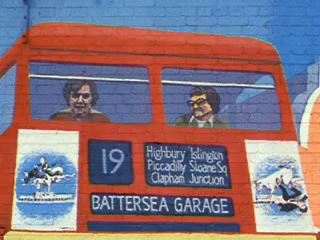 19
Highbury Islington
Piccadilly Sloane Sq
Clapham Junction
BATTERSEA GARAGE